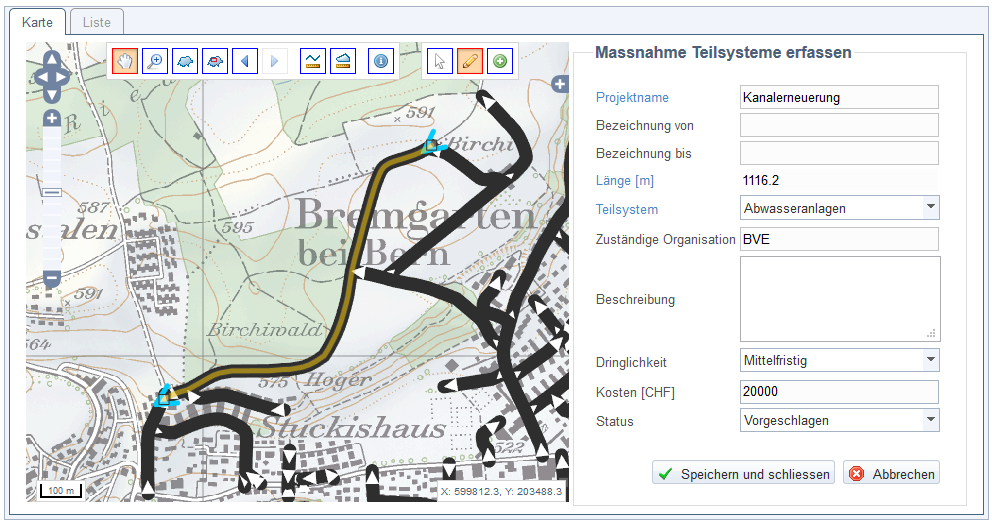 Karte
Liste
Massnahme Teilsysteme erfassen
Projektname
Kanalerneuerung
Bezeichnung von
Bezeichnung bis
Länge [m]
1116.2
Teilsystem
Abwasseranlagen
Zuständige Organisation
BVE
Beschreibung
Dringlichkeit
Mittelfristig
Kosten [CHF]
20000
Status
Vorgeschlagen
Speichern und schliessen
Abbrechen
591
Birchi
587
595
Bremgarten
bei Bern
591
Birchiwald
564
575
Hoger
Stuckishaus
522
100 m
X: 599812.3, Y: 203488.3